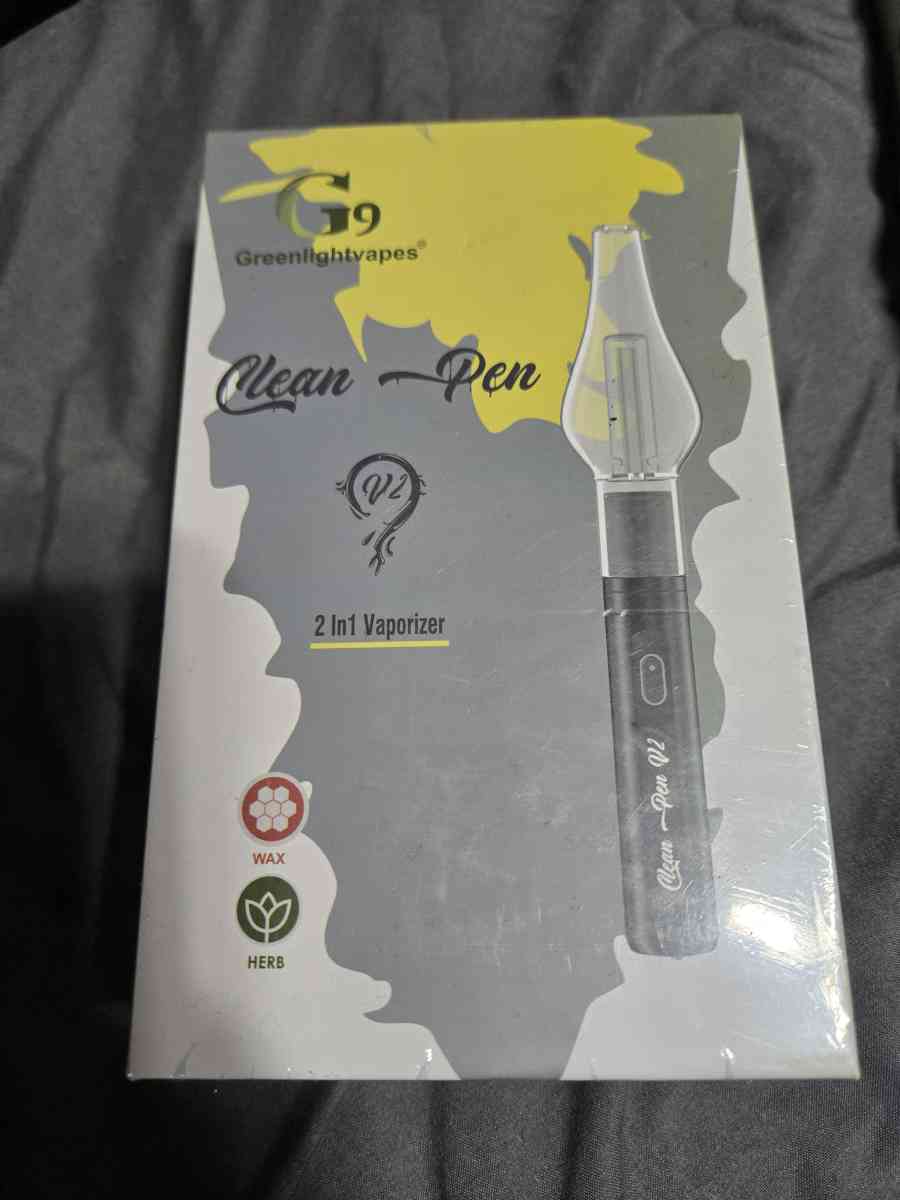 G9
Greenlightvapes®
Clean Pen
V2
2 In1 Vaporizer
Clean Pen V2
WAX
HERB